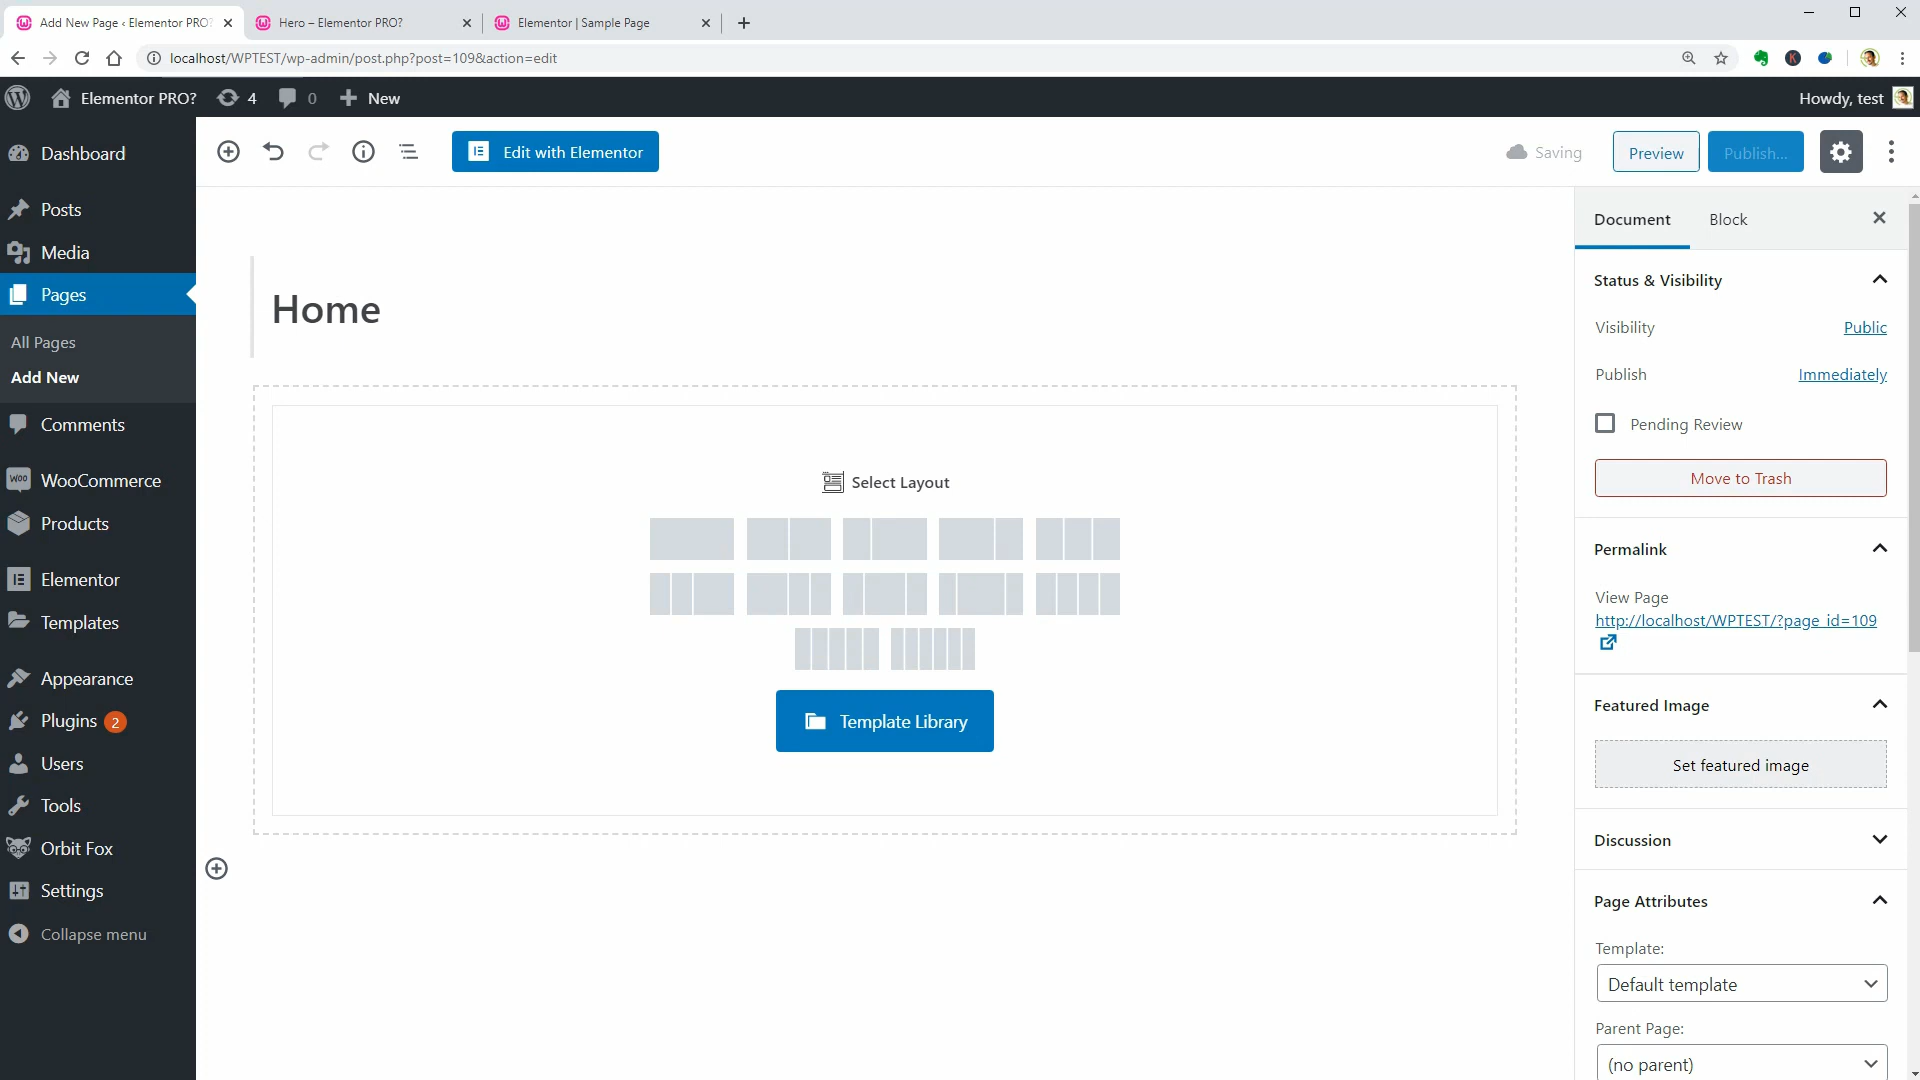 Add New Page ‹ Elementor PRO?
Hero – Elementor PRO?
Elementor | Sample Page
localhost/WPTEST/wp-admin/post.php?post=109&action=edit
Elementor PRO?
4
0
New
Howdy, test
Dashboard
Posts
Media
Pages
All Pages
Add New
Comments
WooCommerce
Products
Elementor
Templates
Appearance
Plugins 2
Users
Tools
Orbit Fox
Settings
Collapse menu
Edit with Elementor
Saving
Preview
Publish...
Home
Select Layout
Template Library
Document
Block
Status & Visibility
Visibility
Public
Publish
Immediately
Pending Review
Move to Trash
Permalink
View Page
http://localhost/WPTEST/?page_id=109
Featured Image
Set featured image
Discussion
Page Attributes
Template:
Default template
Parent Page:
(no parent)